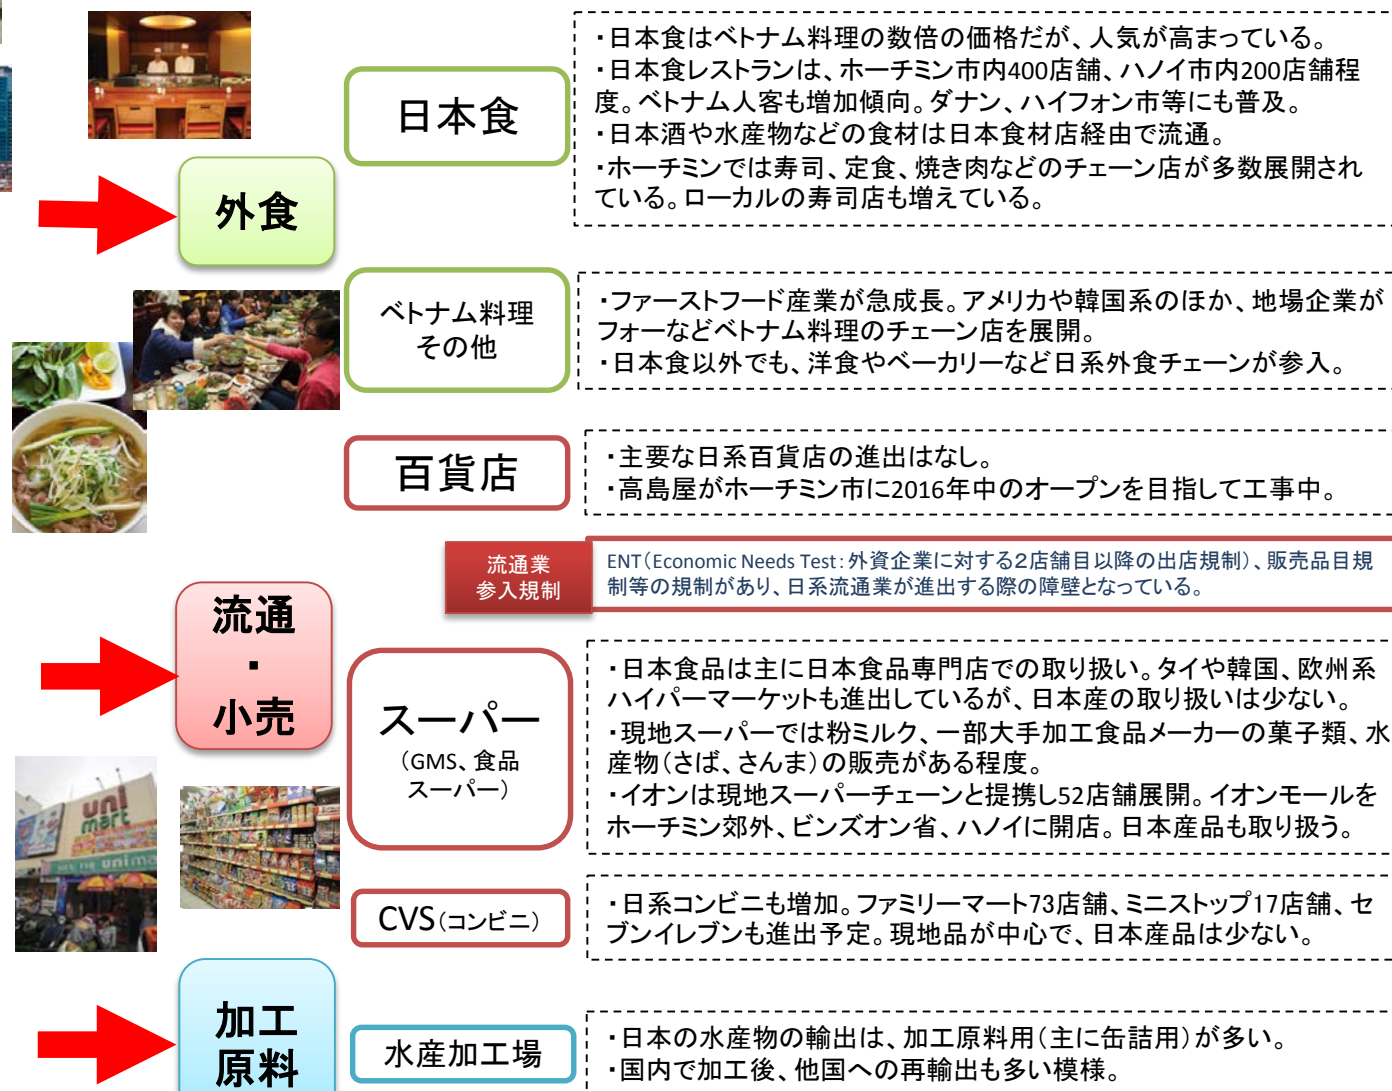 外食
日本食
・日本食はベトナム料理の数倍の価格だが、人気が高まっている。
・日本食レストランは、ホーチミン市内400店舗、ハノイ市内200店舗程
度。ベトナム人客も増加傾向。ダナン、ハイフォン市等にも普及。
・日本酒や水産物などの食材は日本食材店経由で流通。
・ホーチミンでは寿司、定食、焼き肉などのチェーン店が多数展開され
ている。ローカルの寿司店も増えている。
ベトナム料理
その他
・ファーストフード産業が急成長。アメリカや韓国系のほか、地場企業が
フォーなどベトナム料理のチェーン店を展開。
・日本食以外でも、洋食やベーカリーなど日系外食チェーンが参入。
百貨店
・主要な日系百貨店の進出はなし。
・高島屋がホーチミン市に2016年中のオープンを目指して工事中。
流通業
参入規制
ENT(Economic Needs Test:外資企業に対する2店舗目以降の出店規制)、販売品目規
制等の規制があり、日系流通業が進出する際の障壁となっている。
流通
・
小売
スーパー
(GMS、食品
スーパー)
・日本食品は主に日本食品専門店での取り扱い。タイや韓国、欧州系
ハイパーマーケットも進出しているが、日本産の取り扱いは少ない。
・現地スーパーでは粉ミルク、一部大手加工食品メーカーの菓子類、水
産物(さば、さんま)の販売がある程度。
・イオンは現地スーパーチェーンと提携し52店舗展開。イオンモールを
ホーチミン郊外、ビンズオン省、ハノイに開店。日本産品も取り扱う。
uni
mart
unima
CVS(コンビニ)
・日系コンビニも増加。ファミリーマート73店舗、ミニストップ17店舗、セ
ブンイレブンも進出予定。現地品が中心で、日本産品は少ない。
加工
原料
水産加工場
・日本の水産物の輸出は、加工原料用(主に缶詰用)が多い。
・国内で加工後、他国への再輸出も多い模様。